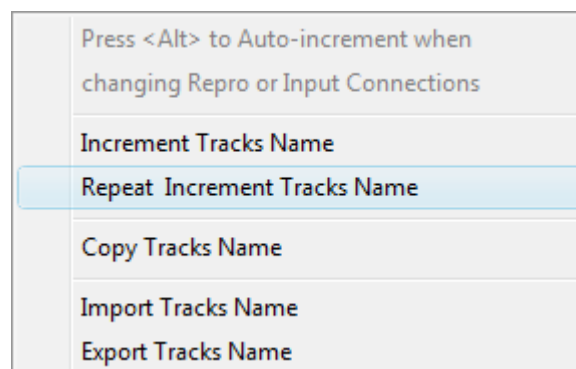 Press <Alt> to Auto-increment when
changing Repro or Input Connections
Increment Tracks Name
Repeat  Increment Tracks Name
Copy Tracks Name
Import Tracks Name
Export Tracks Name